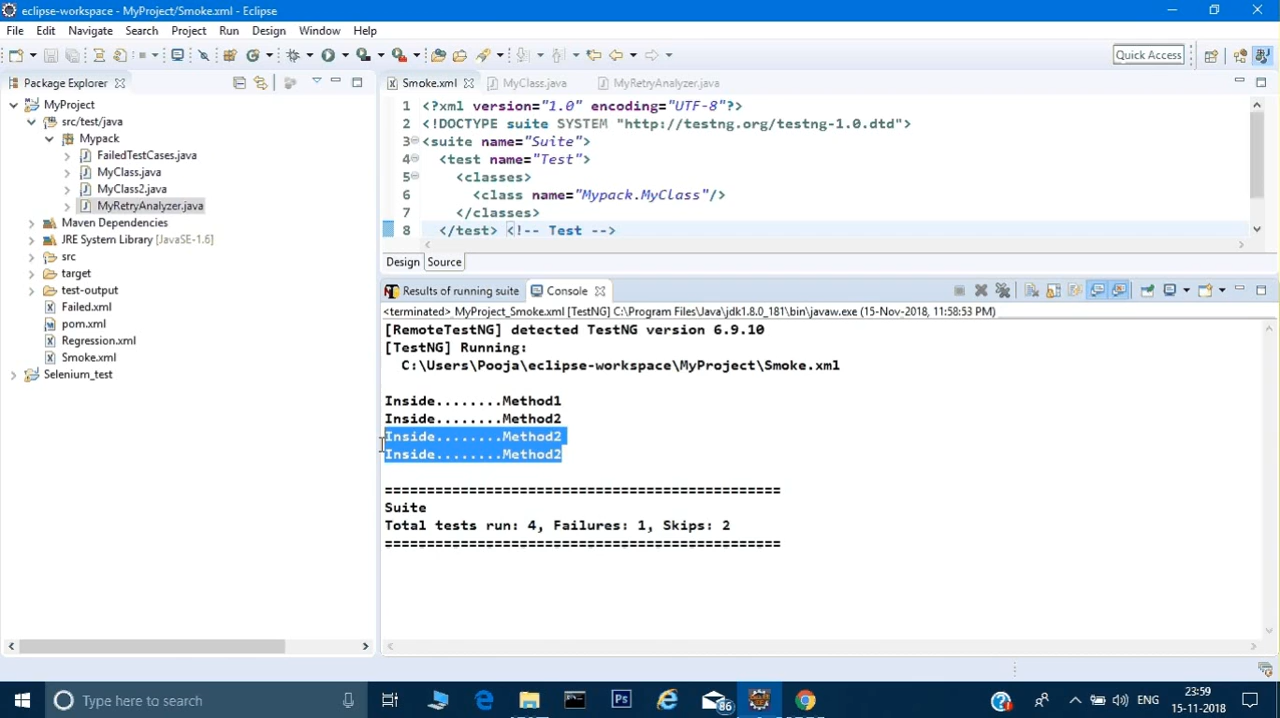 eclipse-workspace - MyProject/Smoke.xml - Eclipse
File Edit Navigate Search Project Run Design Window Help
Quick Access
Package Explorer
MyProject
src/test/java
Mypack
FailedTestCases.java
MyClass.java
MyClass2.java
MyRetryAnalyzer.java
Maven Dependencies
JRE System Library [JavaSE-1.6]
src
target
test-output
Failed.xml
pom.xml
Regression.xml
Smoke.xml
Selenium_test
Smoke.xml MyClass.java MyRetryAnalyzer.java
1 <?xml version="1.0" encoding="UTF-8"?>
2 <!DOCTYPE suite SYSTEM "http://testng.org/testng-1.0.dtd">
3 <suite name="Suite">
4 <test name="Test">
5 <classes>
6 <class name="Mypack.MyClass"/>
7 </classes>
8 </test> <!-- Test -->
Design Source
Results of running suite Console
<terminated> MyProject_Smoke.xml [TestNG] C:\Program Files\Java\jdk1.8.0_181\bin\javaw.exe (15-Nov-2018, 11:58:53 PM)
[RemoteTestNG] detected TestNG version 6.9.10
[TestNG] Running:
C:\Users\Pooja\eclipse-workspace\MyProject\Smoke.xml
Inside........Method1
Inside........Method2
Inside........Method2
Inside........Method2
===============================================
Suite
Total tests run: 4, Failures: 1, Skips: 2
===============================================
Type here to search
Ps
86
ENG
23:59
15-11-2018